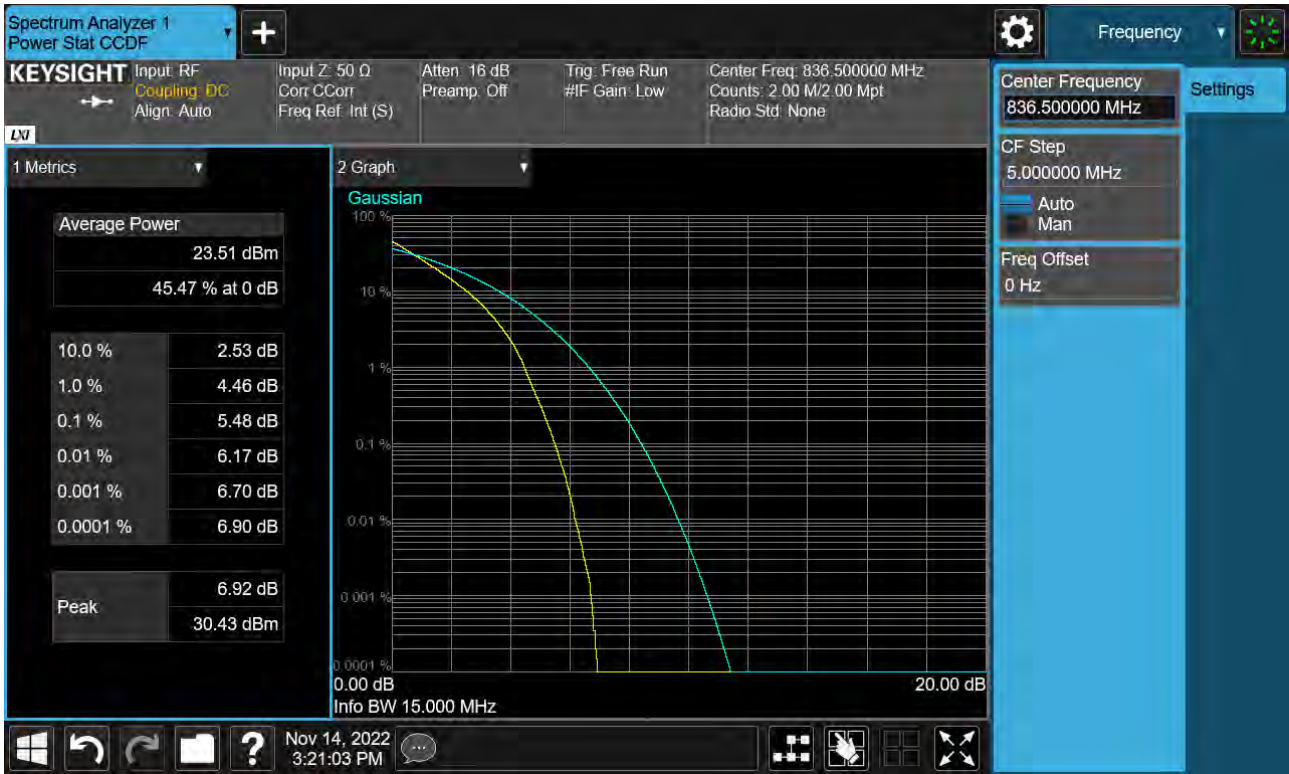 Spectrum Analyzer 1
Power Stat CCDF
Frequency
KEYSIGHT
Input: RF
Coupling: DC
Align: Auto
Input Z: 50 Ω
Corr CCorr
Freq Ref: Int (S)
Atten: 16 dB
Preamp: Off
Trig: Free Run
#IF Gain: Low
Center Freq: 836.500000 MHz
Counts: 2.00 M/2.00 Mpt
Radio Std: None
LXI
1 Metrics
Average Power
23.51 dBm
45.47 % at 0 dB
10.0 % 2.53 dB
1.0 % 4.46 dB
0.1 % 5.48 dB
0.01 % 6.17 dB
0.001 % 6.70 dB
0.0001 % 6.90 dB
Peak
6.92 dB
30.43 dBm
2 Graph
Gaussian
100 %
10 %
1 %
0.1 %
0.01 %
0.001 %
0.0001 %
0.00 dB 20.00 dB
Info BW 15.000 MHz
Center Frequency
836.500000 MHz
CF Step
5.000000 MHz
Auto
Man
Freq Offset
0 Hz
Settings
?
Nov 14, 2022
3:21:03 PM